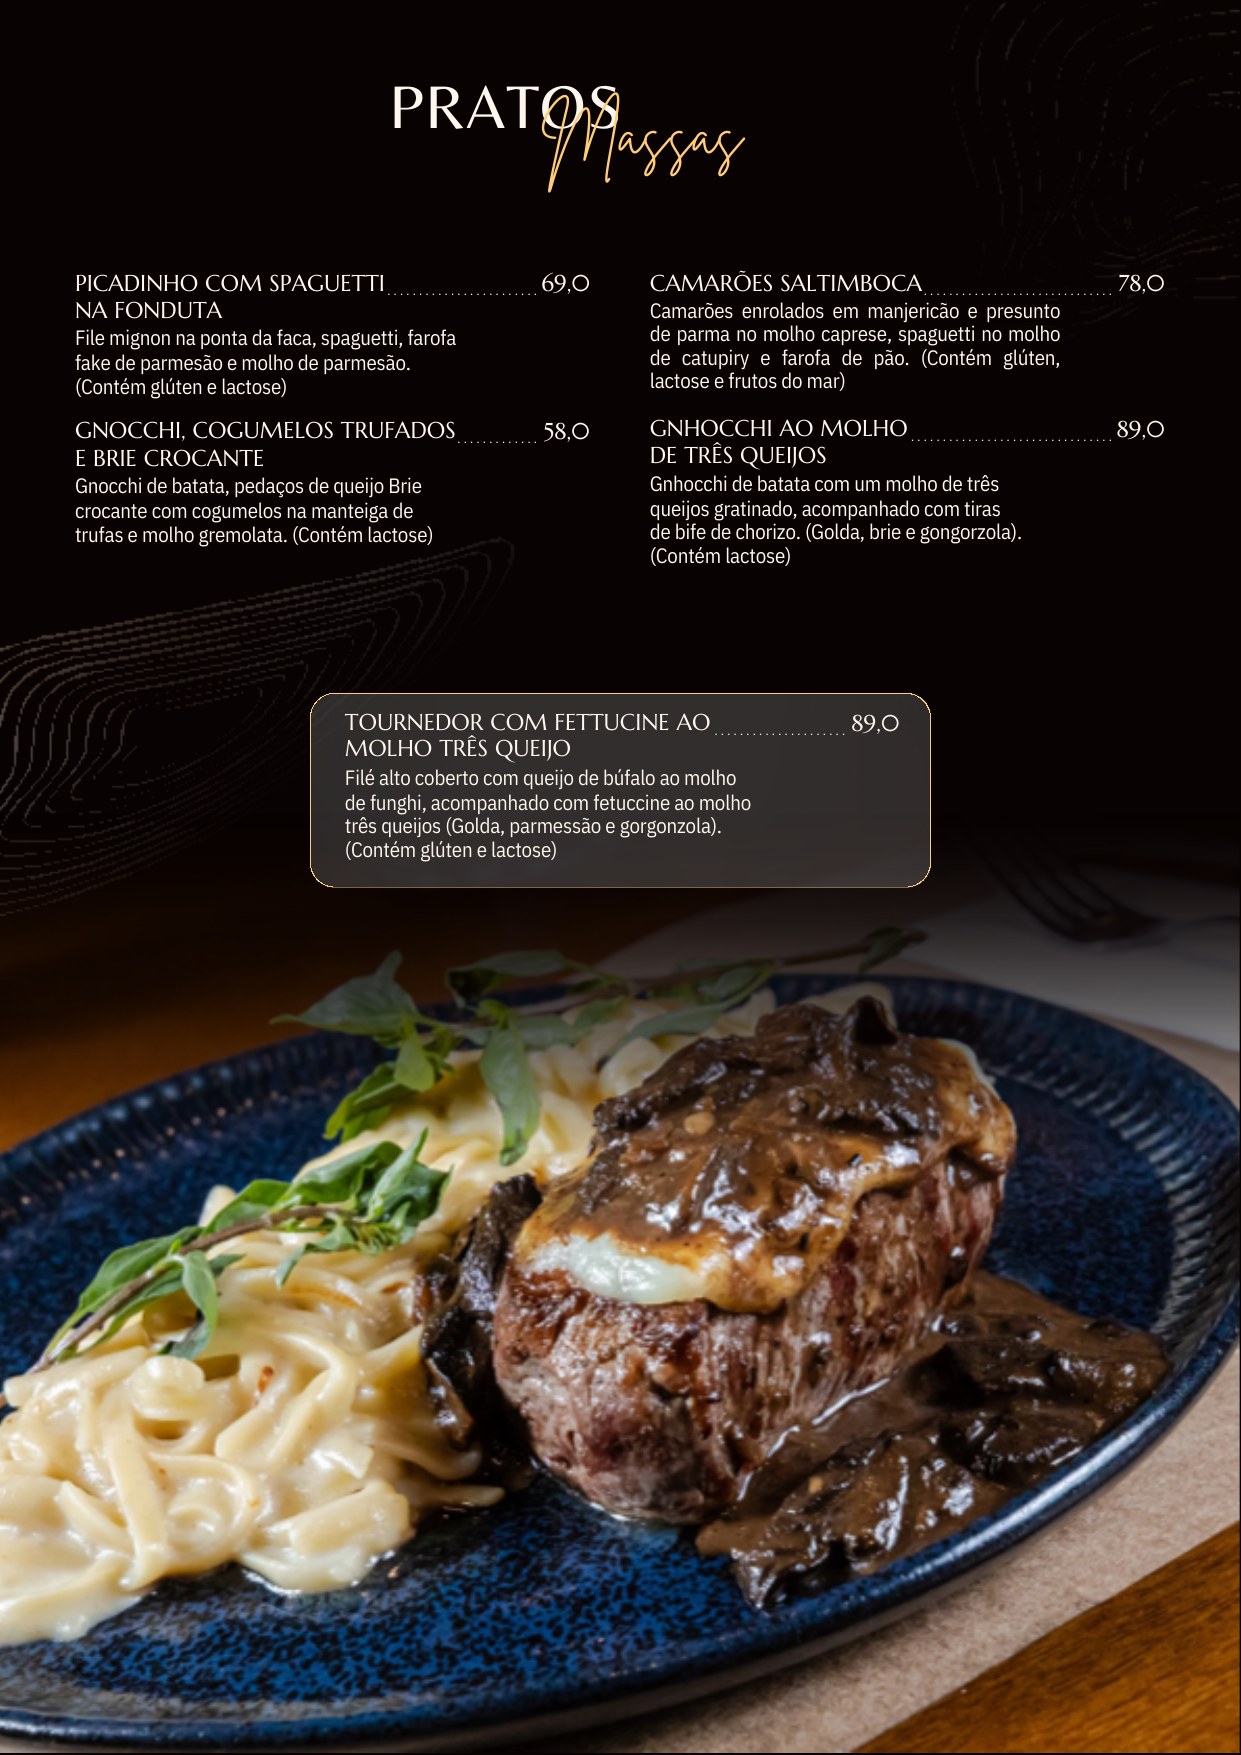 PRATOS
Massas
PICADINHO COM SPAGUETTI........................69,0
NA FONDUTA
File mignon na ponta da faca, spaguetti, farofa
fake de parmesão e molho de parmesão.
(Contém glúten e lactose)
GNOCCHI, COGUMELOS TRUFADOS.............58,0
E BRIE CROCANTE
Gnocchi de batata, pedaços de queijo Brie
crocante com cogumelos na manteiga de
trufas e molho gremolata. (Contém lactose)
CAMARÕES SALTIMBOCA..............................78,0
Camarões enrolados em manjericão e presunto
de parma no molho caprese, spaguetti no molho
de catupiry e farofa de pão. (Contém glúten,
lactose e frutos do mar)
GNHOCCHI AO MOLHO................................89,0
DE TRÊS QUEIJOS
Gnhocchi de batata com um molho de três
queijos gratinado, acompanhado com tiras
de bife de chorizo. (Golda, brie e gongorzola).
(Contém lactose)
TOURNEDOR COM FETTUCINE AO.....................89,0
MOLHO TRÊS QUEIJO
Filé alto coberto com queijo de búfalo ao molho
de funghi, acompanhado com fetuccine ao molho
três queijos (Golda, parmessão e gorgonzola).
(Contém glúten e lactose)